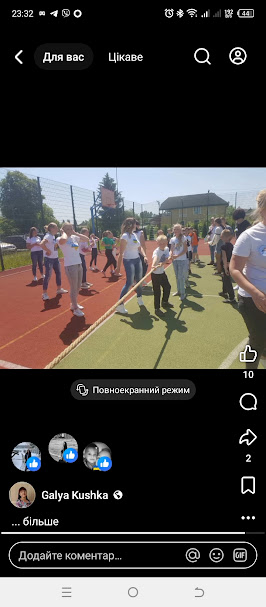 23:32
44
Для вас
Цікаве
10
Повноекранний режим
2
Galya Kushka
... більше
Додайте коментар...
GIF